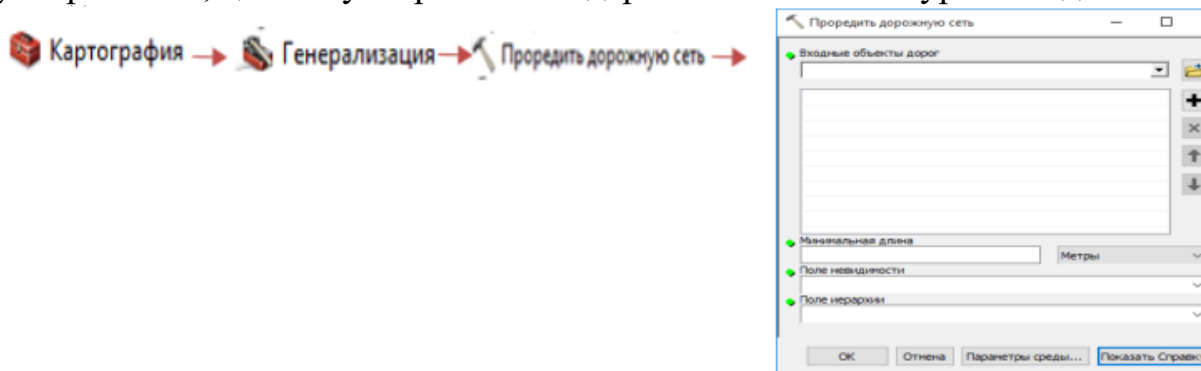 Картография
Генерализация
Проредить дорожную сеть
Проредить дорожную сеть
Входные объекты дорог
Минимальная длина
Метры
Поле невидимости
Поле иерархии
OK Отмена Параметры среды... Показать